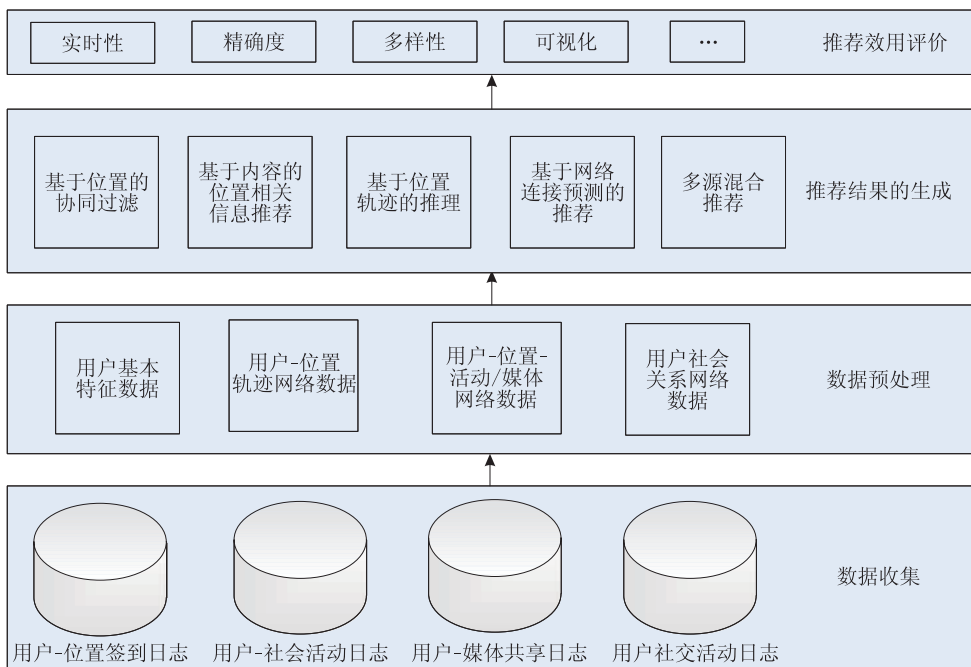 实时性
精确度
多样性
可视化
…
推荐效用评价
基于位置的
协同过滤
基于内容的
位置相关
信息推荐
基于位置
轨迹的推理
基于网络
连接预测的
推荐
多源混合
推荐
推荐结果的生成
用户基本
特征数据
用户-位置
轨迹网络数据
用户-位置-
活动/媒体
网络数据
用户社会
关系网络
数据
数据预处理
数据收集
用户-位置签到日志
用户-社会活动日志
用户-媒体共享日志
用户社交活动日志